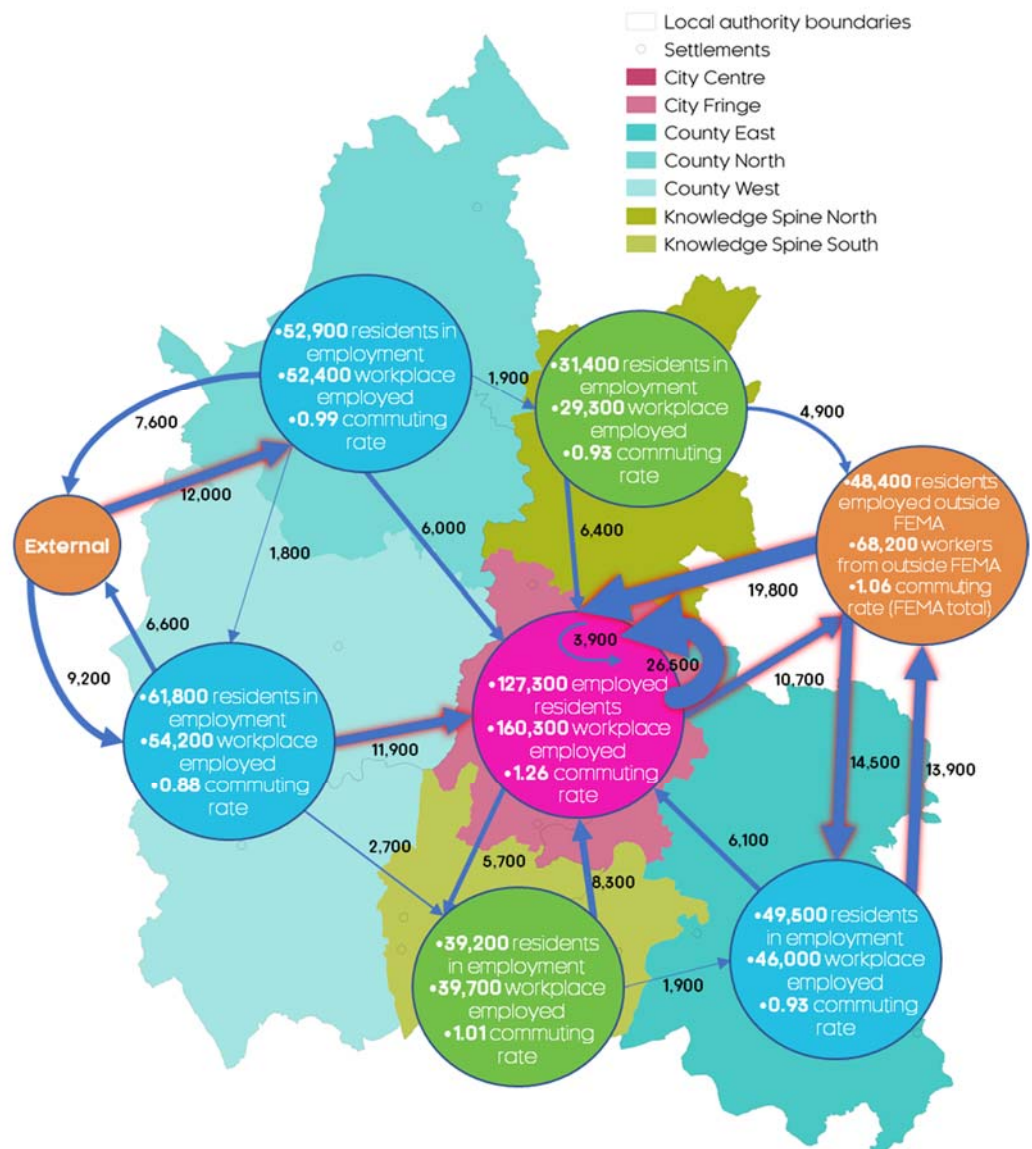 Local authority boundaries
Settlements
City Centre
City Fringe
County East
County North
County West
Knowledge Spine North
Knowledge Spine South
•52,900 residents in
employment
•52,400 workplace
employed
•0.99 commuting
rate
1,900
•31,400 residents in
employment
•29,300 workplace
employed
•0.93 commuting
rate
4,900
7,600
12,000
External
6,000
6,400
•48,400 residents
employed outside
FEMA
•68,200 workers
from outside FEMA
•1.06 commuting
rate (FEMA total)
1,800
19,800
6,600
9,200
3,900
26,500
10,700
•61,800 residents in
employment
•54,200 workplace
employed
•0.88 commuting
rate
11,900
•127,300 employed
residents
•160,300 workplace
employed
•1.26 commuting
rate
14,500
13,900
2,700
5,700
8,300
6,100
•39,200 residents
in employment
•39,700 workplace
employed
•1.01 commuting
rate
1,900
•49,500 residents
in employment
•46,000 workplace
employed
•0.93 commuting
rate